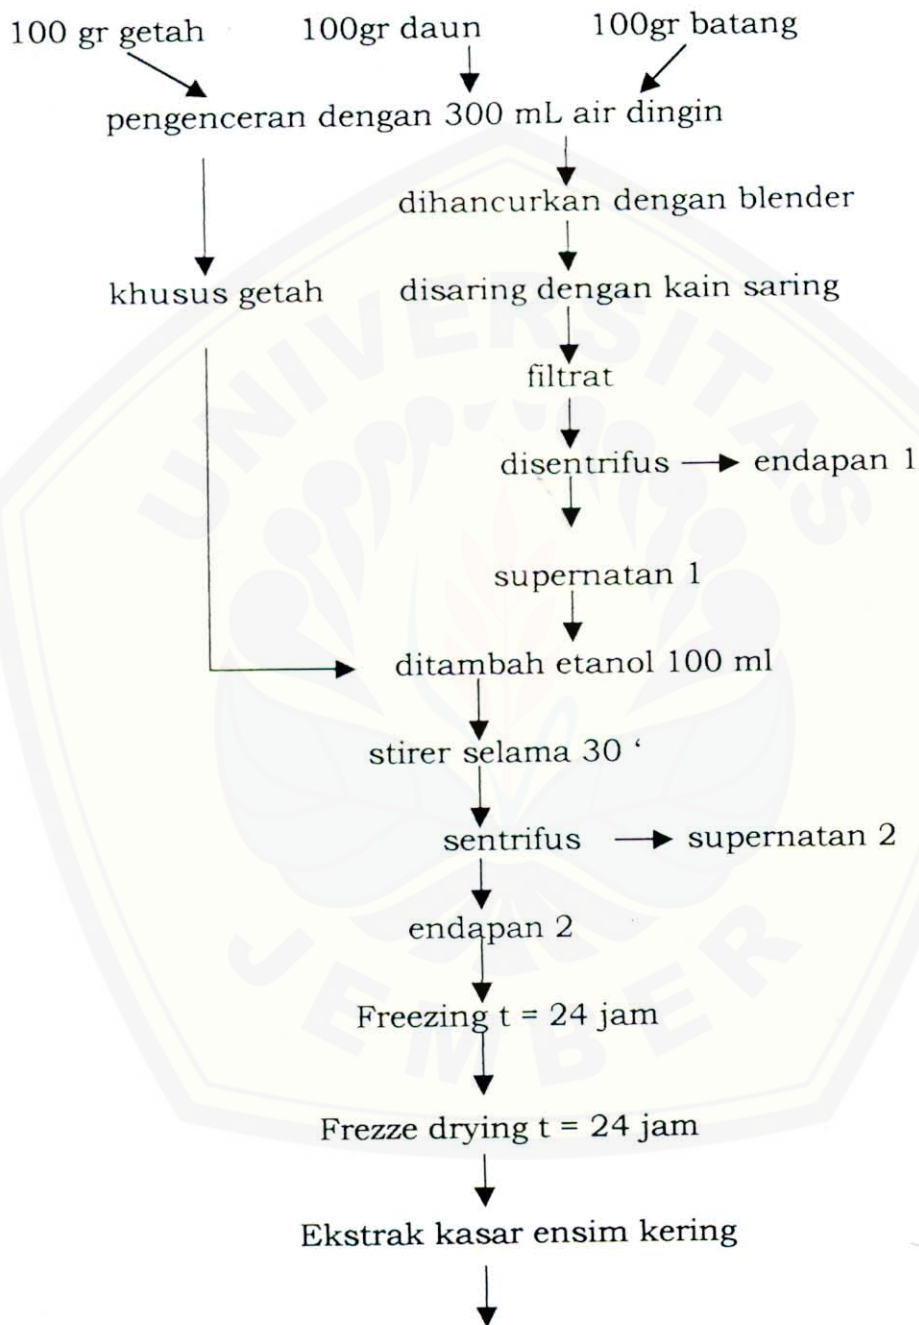 100 gr getah 100gr daun 100gr batang
pengenceran dengan 300 mL air dingin
dihancurkan dengan blender
khusus getah disaring dengan kain saring
filtrat
disentrifus endapan 1
supernatan 1
ditambah etanol 100 ml
stirer selama 30 ‘
sentrifus supernatan 2
endapan 2
Freezing t = 24 jam
Frezze drying t = 24 jam
Ekstrak kasar ensim kering
UNIVERSITAS
JEMBER